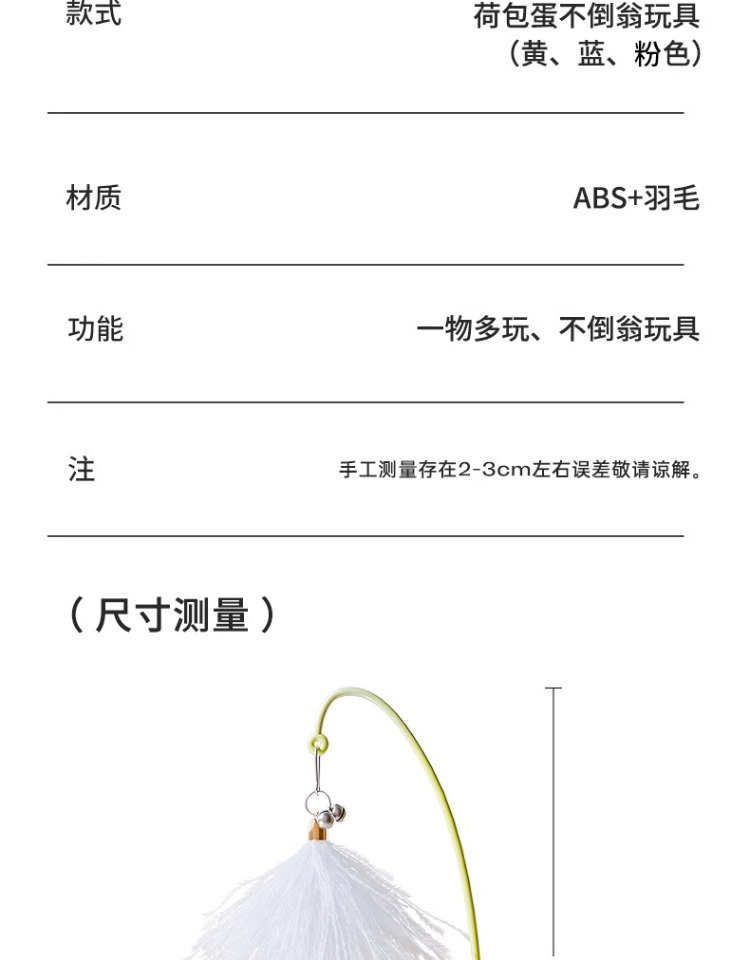 款式
荷包蛋不倒翁玩具
（黄、蓝、粉色）
材质
ABS+羽毛
功能
一物多玩、不倒翁玩具
注
手工测量存在2-3cm左右误差敬请谅解。
（ 尺寸测量 ）